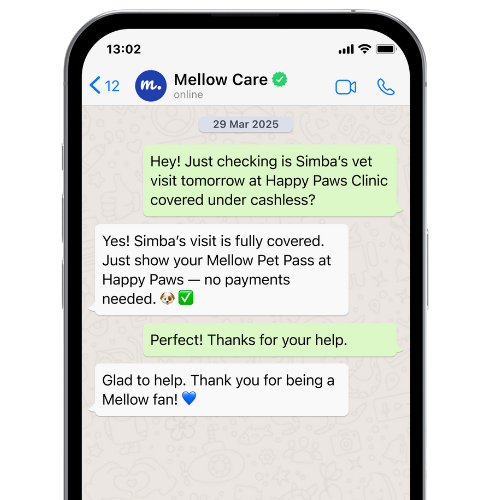 13:02
12
m.
Mellow Care
online
29 Mar 2025
Hey! Just checking is Simba's vet
visit tomorrow at Happy Paws Clinic
covered under cashless?
Yes! Simba's visit is fully covered.
Just show your Mellow Pet Pass at
Happy Paws — no payments
needed. 🐶 ✅
Perfect! Thanks for your help.
Glad to help. Thank you for being a
Mellow fan! 💙